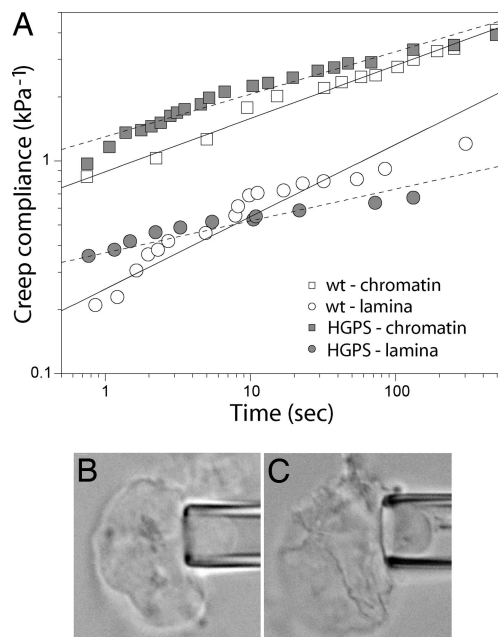 A
Creep compliance (kPa-1)
1
0.1
wt - chromatin
wt - lamina
HGPS - chromatin
HGPS - lamina
1
10
100
Time (sec)
B
C